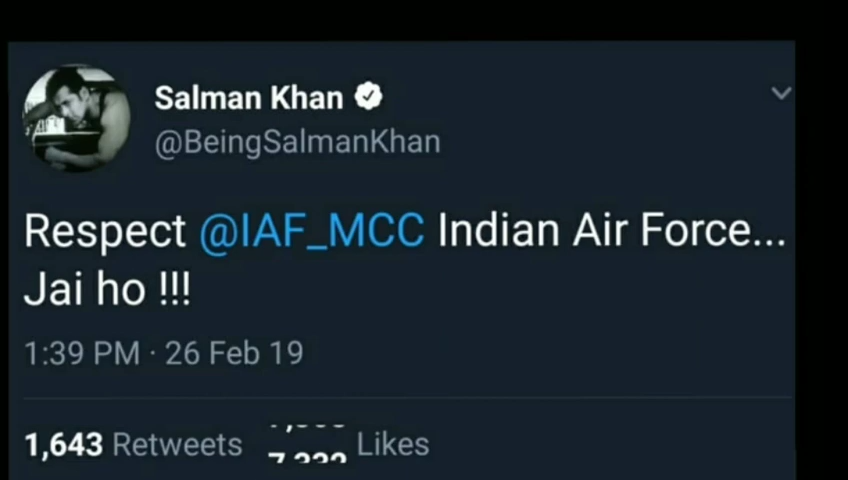 Salman Khan
@BeingSalmanKhan
Respect @IAF_MCC Indian Air Force...
Jai ho !!!
1:39 PM · 26 Feb 19
1,643 Retweets Likes